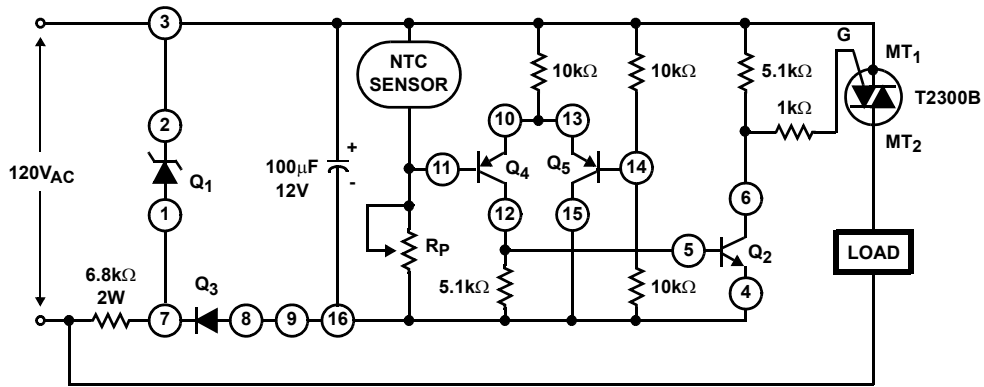 3
G
MT1
NTC
SENSOR
10kΩ
10kΩ
5.1kΩ
T2300B
1kΩ
2
10
13
MT2
120VAC
+
100μF
12V
-
11
Q4
Q5
14
Q1
6
1
12
15
5
Q2
LOAD
RP
6.8kΩ
2W
Q3
5.1kΩ
10kΩ
4
7
8
9
16